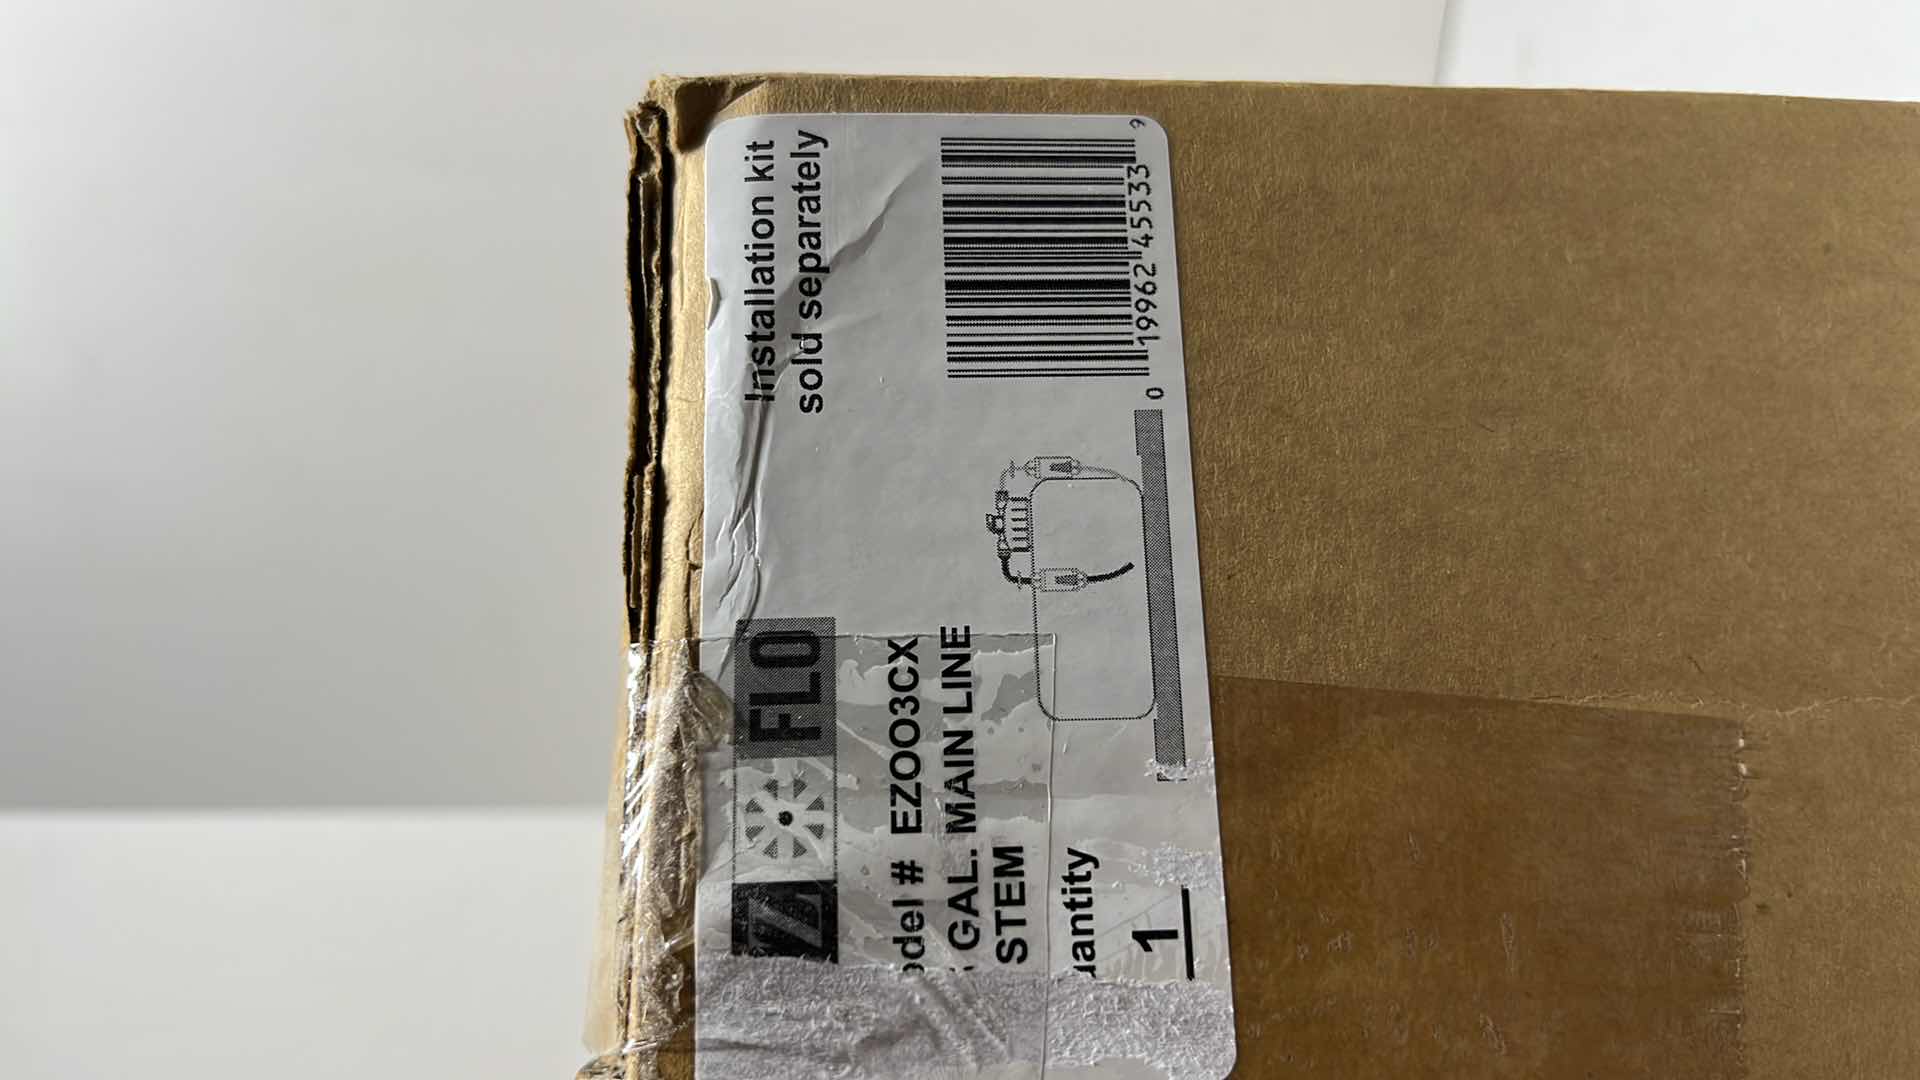 FLO
odel # EZOO3CX
GAL. MAIN LINE
STEM
uantity
1
Installation kit
sold separately
0 19962 45533 9